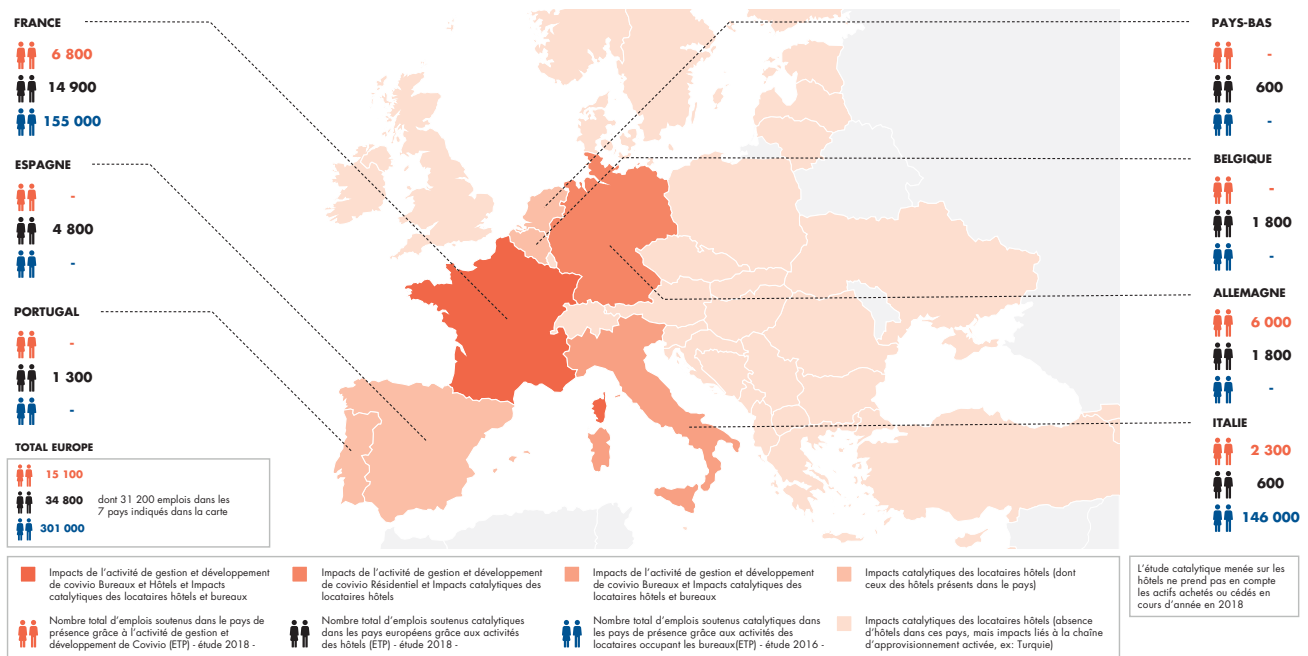 FRANCE
6 800
14 900
155 000
ESPAGNE
-
4 800
-
PORTUGAL
-
1 300
-
TOTAL EUROPE
15 100
34 800
dont 31 200 emplois dans les
7 pays indiqués dans la carte
301 000
PAYS-BAS
-
600
-
BELGIQUE
-
1 800
-
ALLEMAGNE
6 000
1 800
-
ITALIE
2 300
600
146 000
Impacts de l'activité de gestion et développement
de covivio Bureaux et Hôtels et Impacts
catalytiques des locataires hôtels et bureaux
Impacts de l'activité de gestion et développement
de covivio Résidentiel et Impacts catalytiques des
locataires hôtels
Impacts de l'activité de gestion et développement
de covivio Bureaux et Impacts catalytiques des
locataires hôtels et bureaux
Impacts catalytiques des locataires hôtels (dont
ceux des hôtels présents dans le pays)
Nombre total d'emplois soutenus dans le pays de
présence grâce à l'activité de gestion et
développement de Covivio (ETP) - étude 2018 -
Nombre total d'emplois soutenus catalytiques
dans les pays européens grâce aux activités
des hôtels (ETP) - étude 2018 -
Nombre total d'emplois soutenus catalytiques dans
les pays de présence grâce aux activités des
locataires occupant les bureaux(ETP) - étude 2016 -
Impacts catalytiques des locataires hôtels (absence
d'hôtels dans ces pays, mais impacts liés à la chaîne
d'approvisionnement activée, ex: Turquie)
L'étude catalytique menée sur les
hôtels ne prend pas en compte
les actifs achetés ou cédés en
cours d'année en 2018